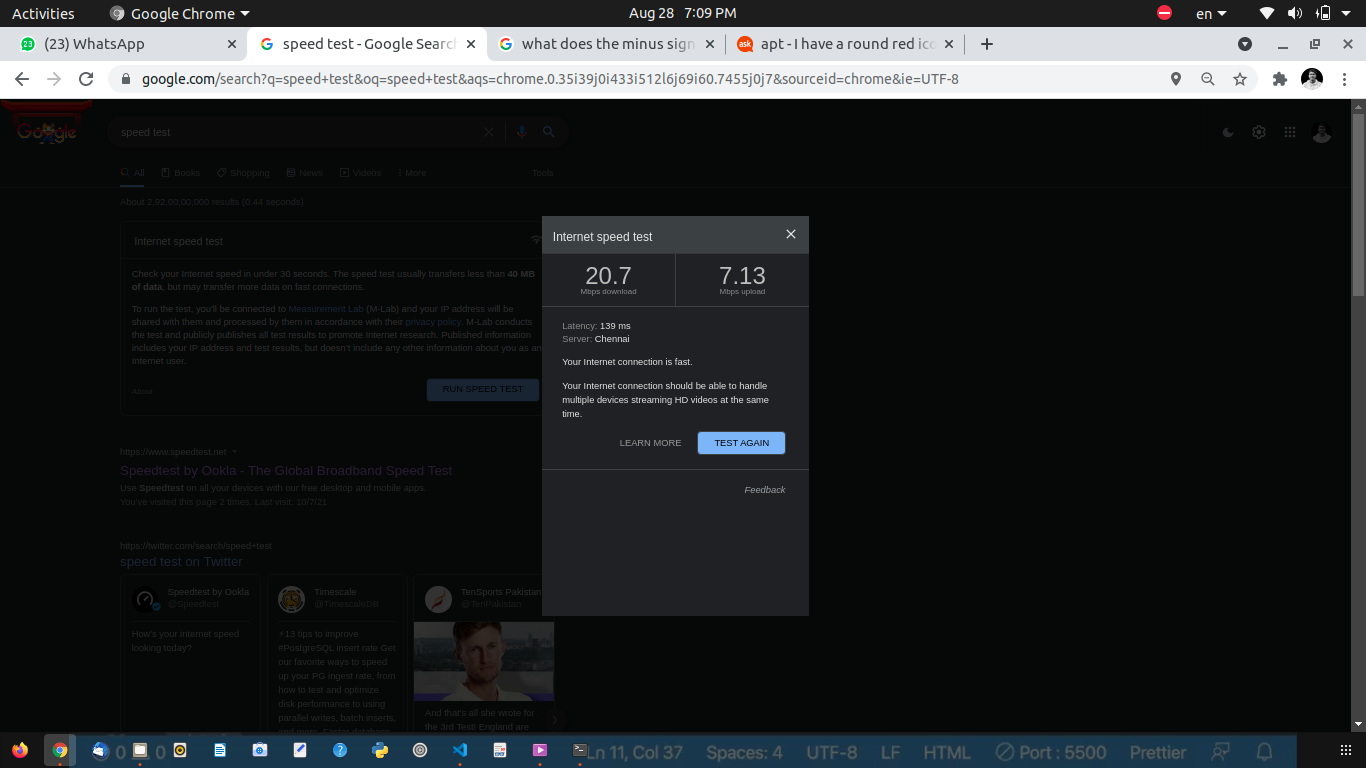 Activities
Google Chrome
Aug 28 7:09 PM
en
(23) WhatsApp
speed test - Google Search
what does the minus sign
apt - I have a round red ico
google.com/search?q=speed+test&oq=speed+test&aqs=chrome.0.35i39j0i433i512l6j69i60.7455j0j7&sourceid=chrome&ie=UTF-8
Google
speed test
All
Books
Shopping
News
Videos
More
Tools
About 2,92,00,00,000 results (0.44 seconds)
Internet speed test
Check your Internet speed in under 30 seconds. The speed test usually transfers less than 40 MB
of data, but may transfer more data on fast connections.
To run the test, you'll be connected to Measurement Lab (M-Lab) and your IP address will be
shared with them and processed by them in accordance with their privacy policy. M-Lab conducts
the test and publicly publishes all test results to promote Internet research. Published information
includes your IP address and test results, but doesn't include any other information about you as an
Internet user.
About
RUN SPEED TEST
Internet speed test
20.7
Mbps download
7.13
Mbps upload
Latency: 139 ms
Server: Chennai
Your Internet connection is fast.
Your Internet connection should be able to handle
multiple devices streaming HD videos at the same
time.
LEARN MORE
TEST AGAIN
Feedback
https://www.speedtest.net
Speedtest by Ookla - The Global Broadband Speed Test
Use Speedtest on all your devices with our free desktop and mobile apps.
You've visited this page 2 times. Last visit: 10/7/21
https://twitter.com/search/speed+test
speed test on Twitter
Speedtest by Ookla
@Speedtest
How's your internet speed
looking today?
Timescale
@TimescaleDB
⚡13 tips to improve
#PostgreSQL insert rate Get
our favorite ways to speed
up your PG ingest rate, from
how to test and optimize
disk performance to using
parallel writes, batch inserts,
TenSports Pakistan
@TenPakistan
And that's all she wrote for
the 3rd Test! England are
0
0
Ln 11, Col 37
Spaces: 4
UTF-8
LF
HTML
Port : 5500
Prettier